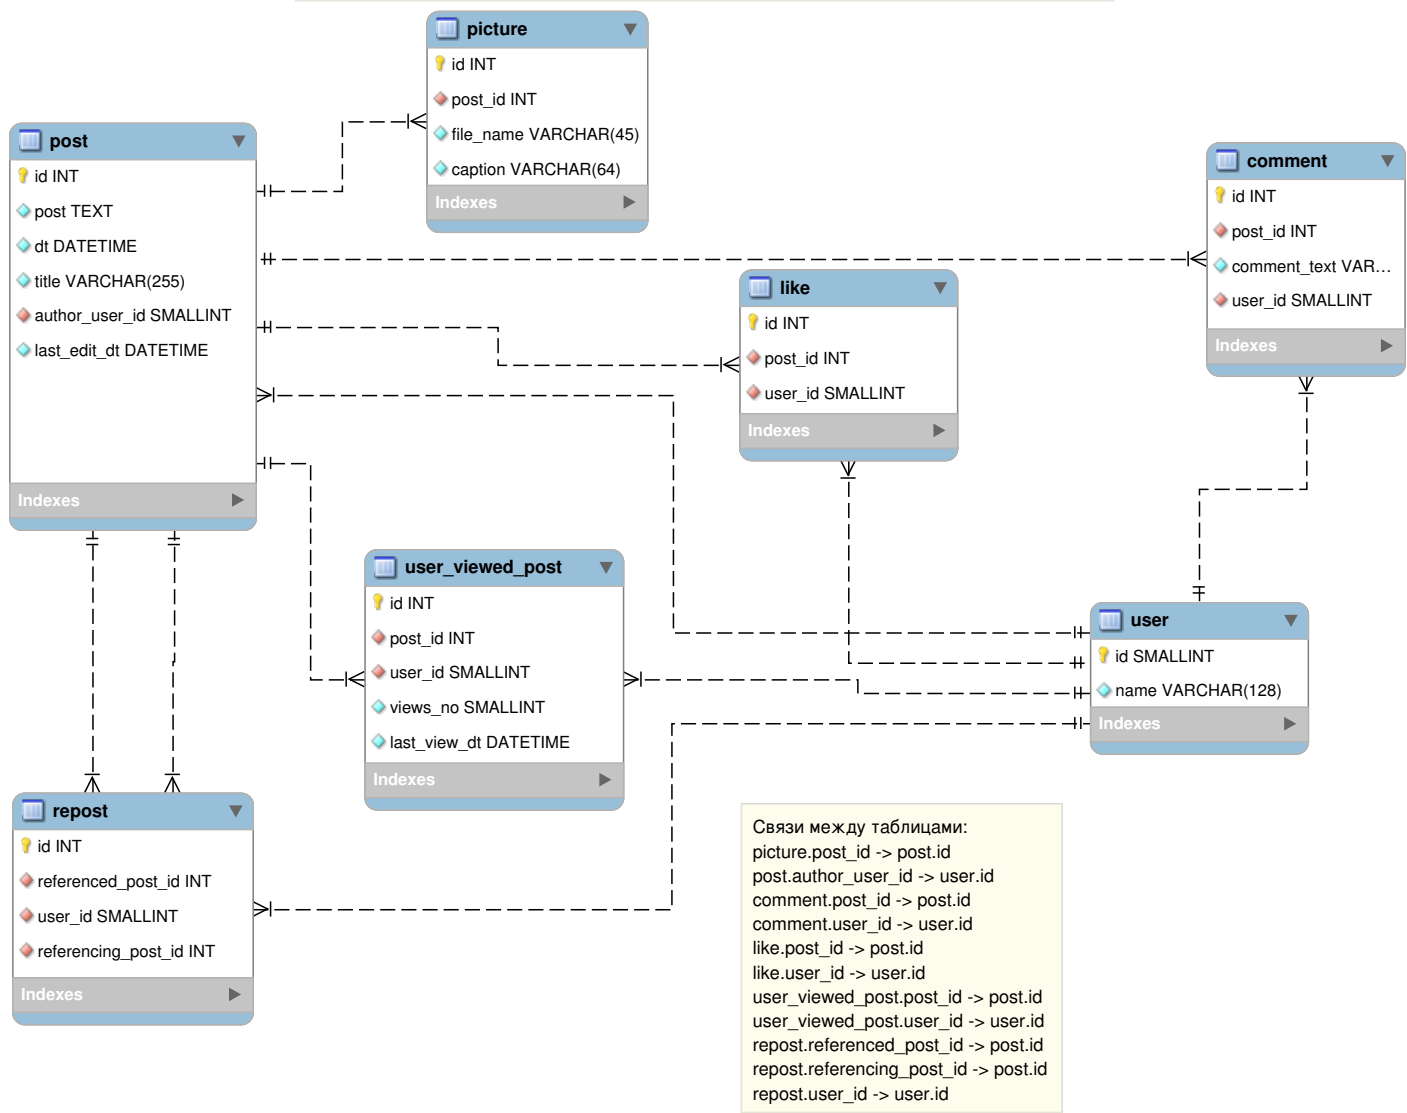 picture
id INT
post_id INT
file_name VARCHAR(45)
caption VARCHAR(64)
Indexes
post
id INT
post TEXT
dt DATETIME
title VARCHAR(255)
author_user_id SMALLINT
last_edit_dt DATETIME
Indexes
comment
id INT
post_id INT
comment_text VAR...
user_id SMALLINT
Indexes
like
id INT
post_id INT
user_id SMALLINT
Indexes
user_viewed_post
id INT
post_id INT
user_id SMALLINT
views_no SMALLINT
last_view_dt DATETIME
Indexes
user
id SMALLINT
name VARCHAR(128)
Indexes
repost
id INT
referenced_post_id INT
user_id SMALLINT
referencing_post_id INT
Indexes
Связи между таблицами:
picture.post_id -> post.id
post.author_user_id -> user.id
comment.post_id -> post.id
comment.user_id -> user.id
like.post_id -> post.id
like.user_id -> user.id
user_viewed_post.post_id -> post.id
user_viewed_post.user_id -> user.id
repost.referenced_post_id -> post.id
repost.referencing_post_id -> post.id
repost.user_id -> user.id